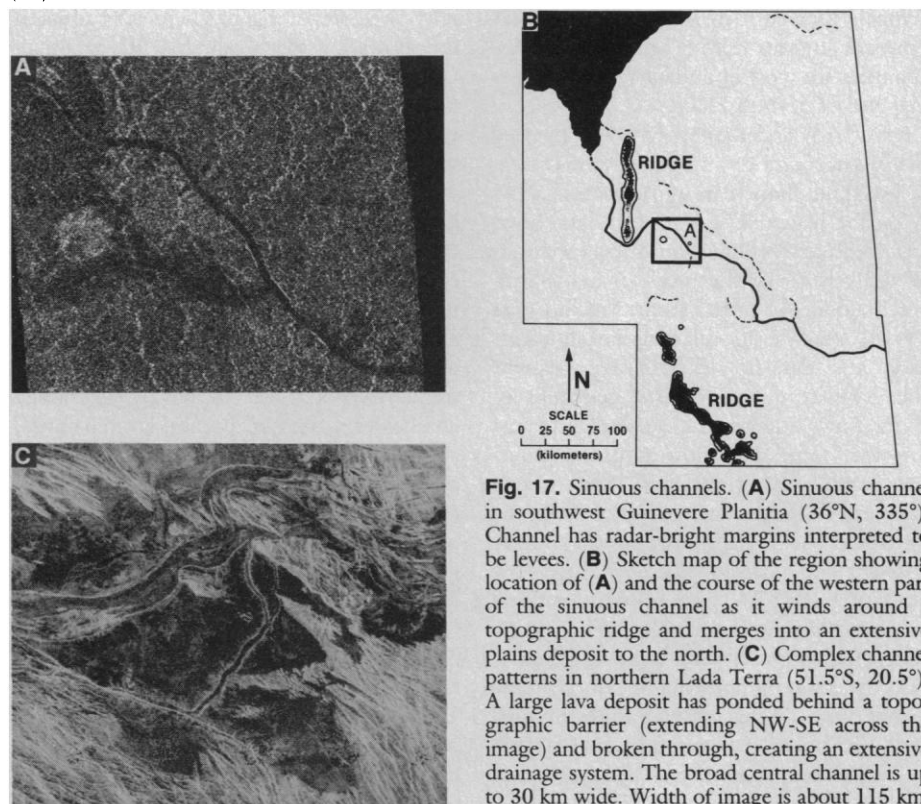 A
B
RIDGE
A
N
SCALE
0 25 50 75 100
(kilometers)
RIDGE
C
Fig. 17. Sinuous channels. (A) Sinuous channe
in southwest Guinevere Planitia (36°N, 335°)
Channel has radar-bright margins interpreted to
be levees. (B) Sketch map of the region showing
location of (A) and the course of the western par
of the sinuous channel as it winds around
topographic ridge and merges into an extensiv
plains deposit to the north. (C) Complex channe
patterns in northern Lada Terra (51.5°S, 20.5°)
A large lava deposit has ponded behind a topo
graphic barrier (extending NW-SE across th
image) and broken through, creating an extensiv
drainage system. The broad central channel is up
to 30 km wide. Width of image is about 115 km